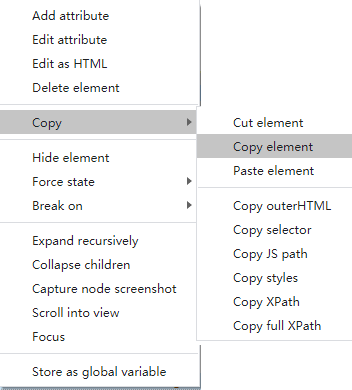 Add attribute
Edit attribute
Edit as HTML
Delete element
Copy
Hide element
Force state
Break on
Expand recursively
Collapse children
Capture node screenshot
Scroll into view
Focus
Store as global variable
Cut element
Copy element
Paste element
Copy outerHTML
Copy selector
Copy JS path
Copy styles
Copy XPath
Copy full XPath